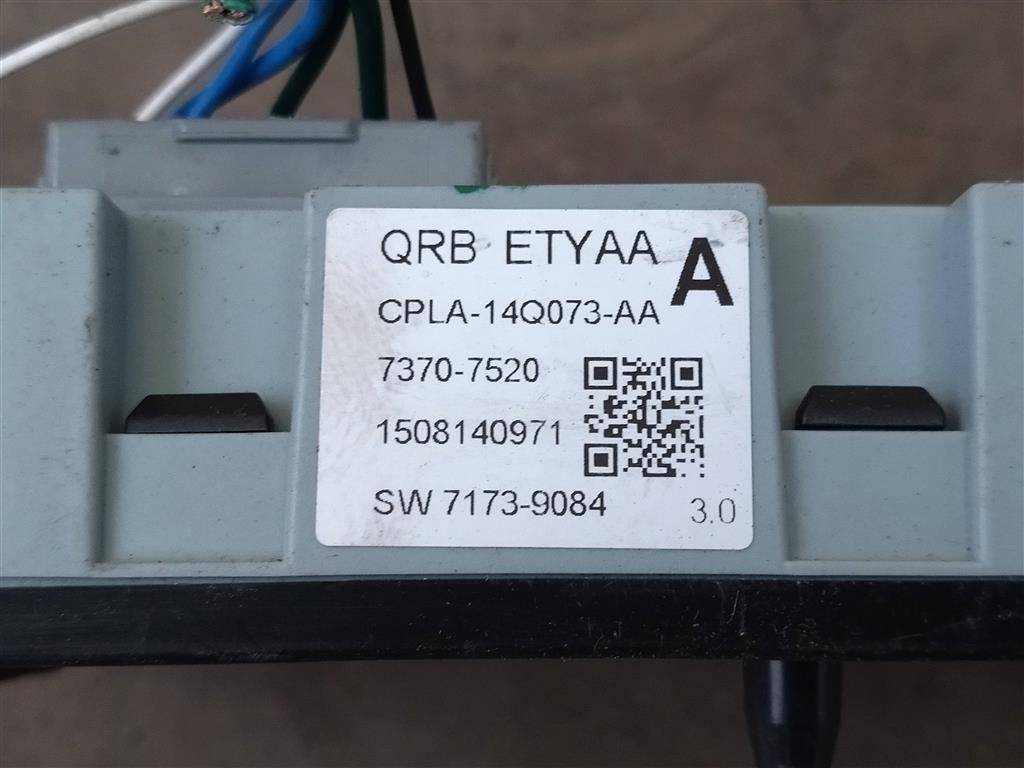 QRB ETYAA A
CPLA-14Q073-AA
7370-7520
1508140971
SW 7173-9084 3.0